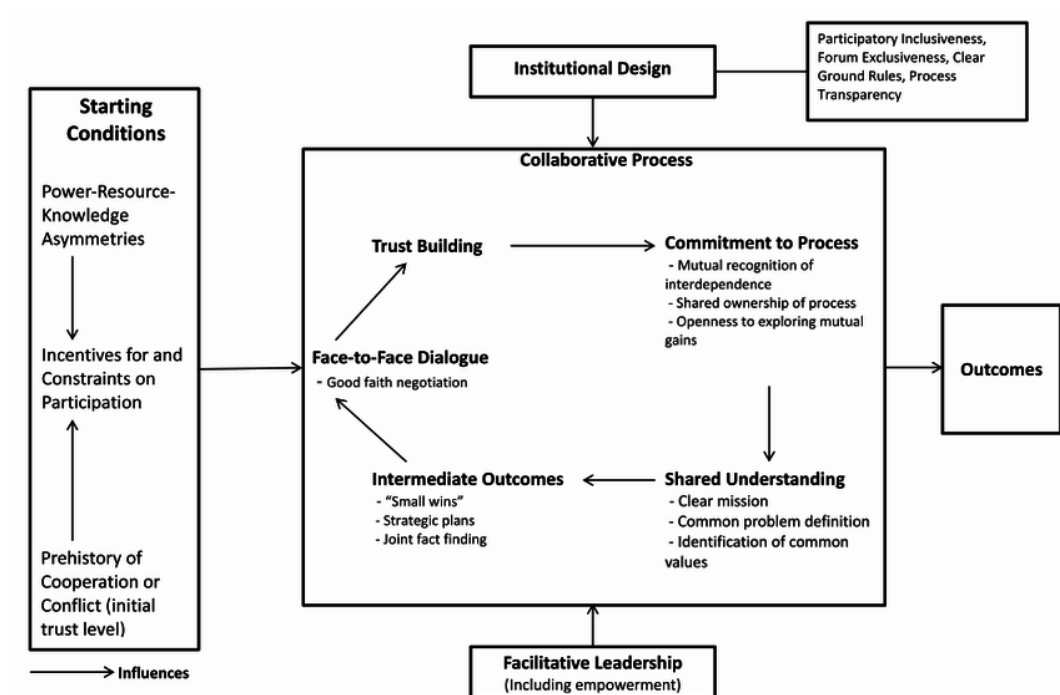 Participatory Inclusiveness,
Forum Exclusiveness, Clear
Ground Rules, Process
Transparency
Institutional Design
Starting
Conditions
Power-Resource-
Knowledge
Asymmetries
Incentives for and
Constraints on
Participation
Prehistory of
Cooperation or
Conflict (initial
trust level)
Influences
Collaborative Process
Trust Building
Commitment to Process
- Mutual recognition of
interdependence
- Shared ownership of process
- Openness to exploring mutual
gains
Face-to-Face Dialogue
- Good faith negotiation
Intermediate Outcomes
- “Small wins”
- Strategic plans
- Joint fact finding
Shared Understanding
- Clear mission
- Common problem definition
- Identification of common
values
Outcomes
Facilitative Leadership
(Including empowerment)